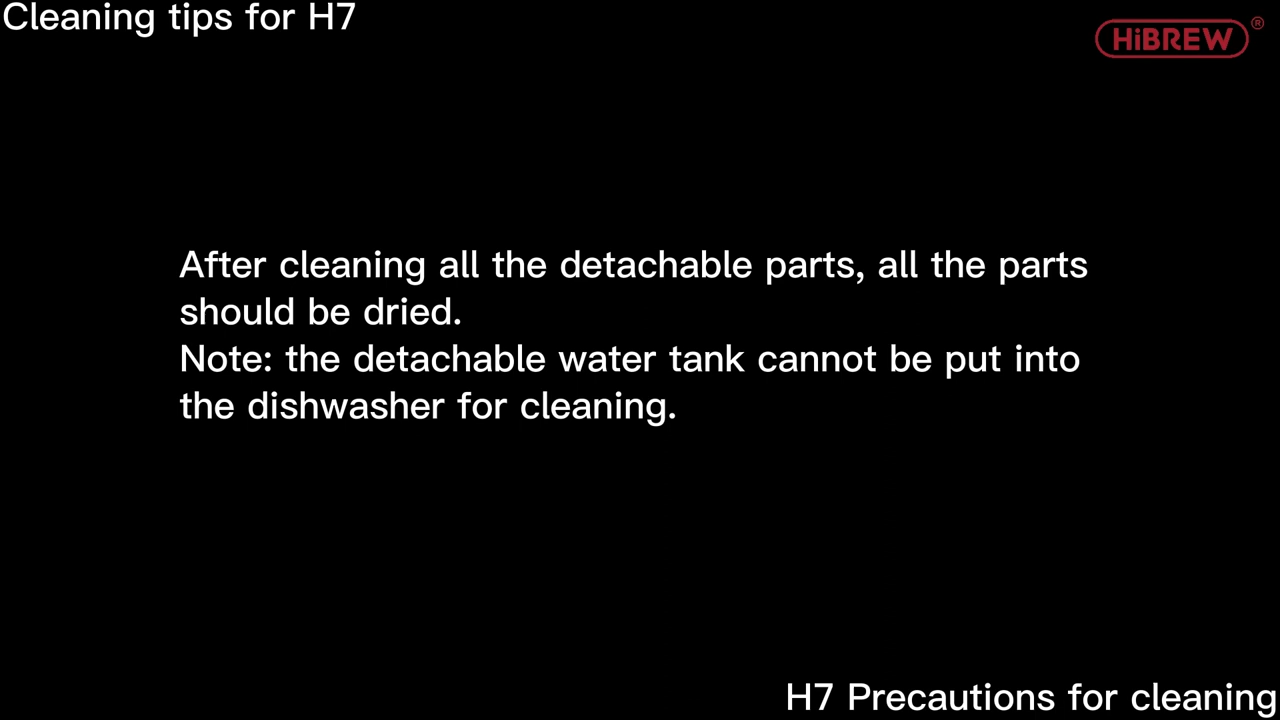 Cleaning tips for H7
HiBREW®
After cleaning all the detachable parts, all the parts
should be dried.
Note: the detachable water tank cannot be put into
the dishwasher for cleaning.
H7 Precautions for cleaning